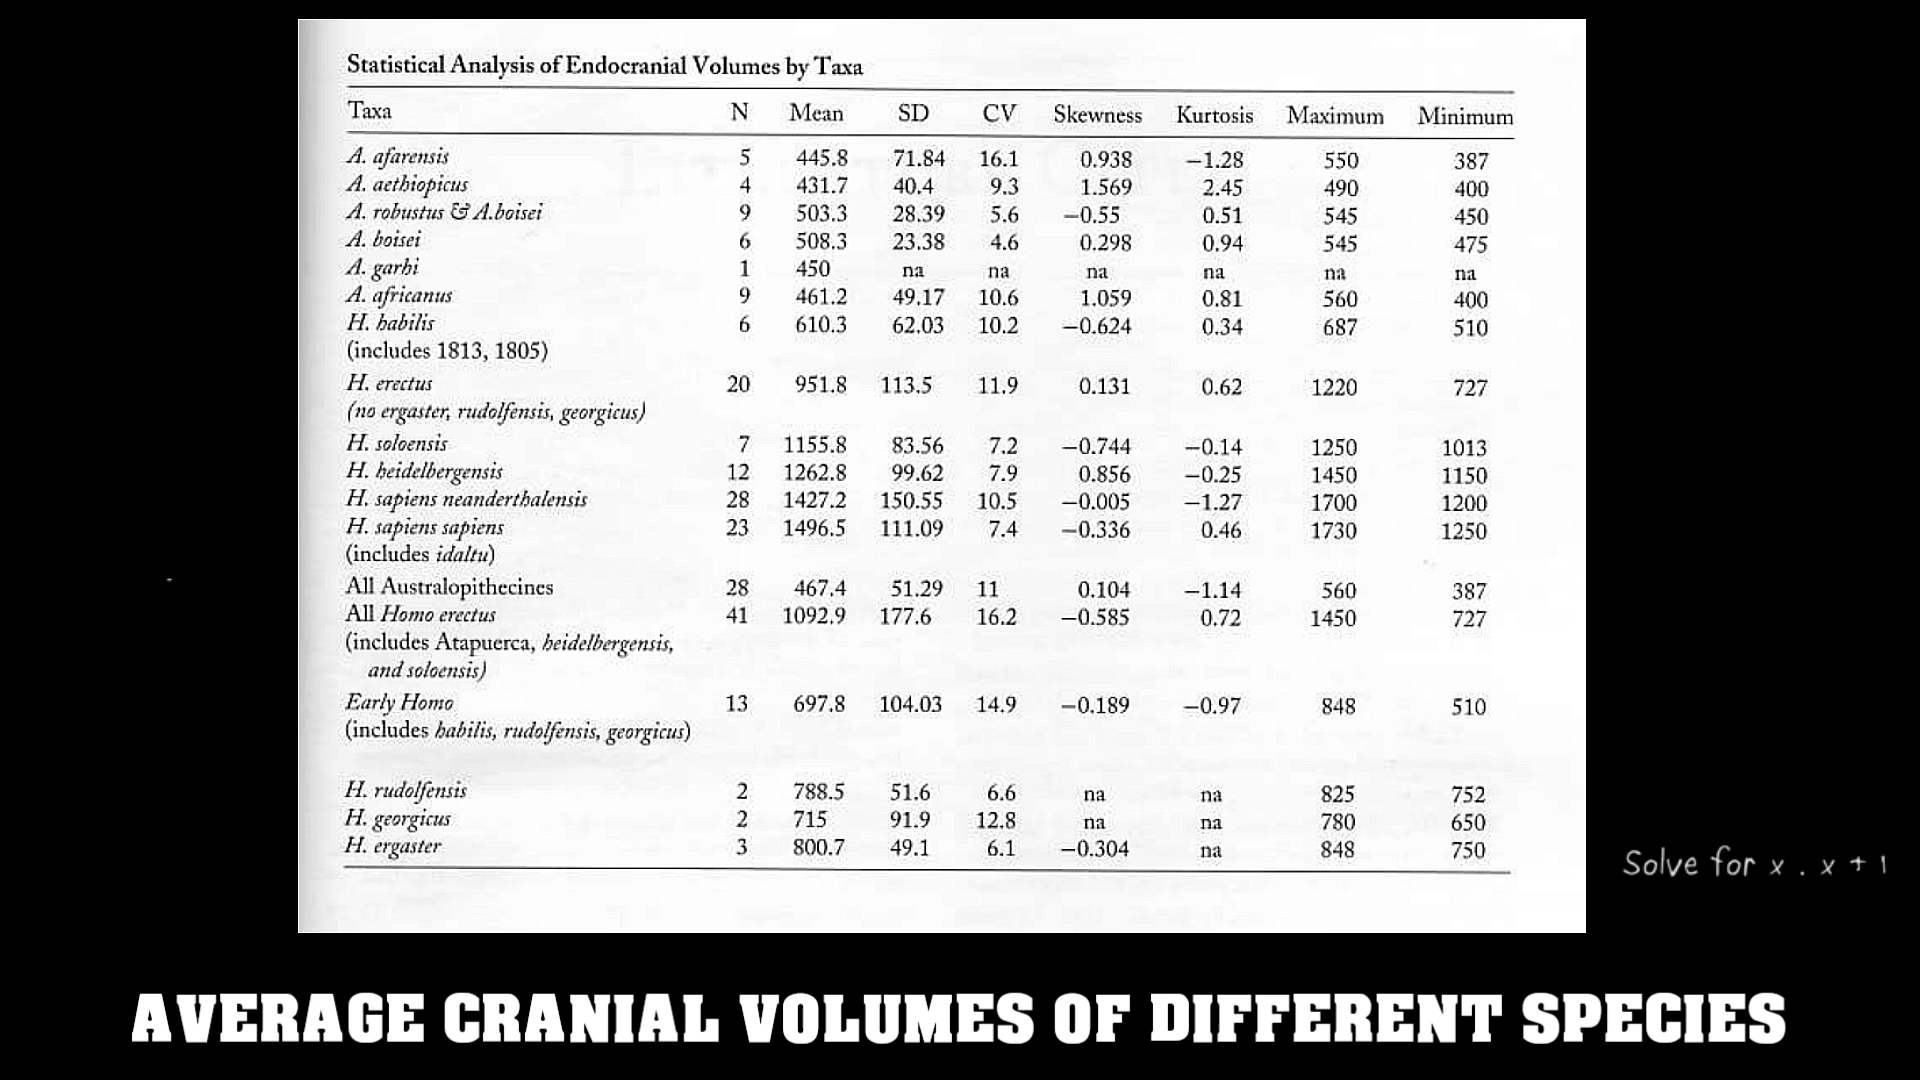 Statistical Analysis of Endocranial Volumes by Taxa
Taxa N Mean SD CV Skewness Kurtosis Maximum Minimum
A. afarensis 5 445.8 71.84 16.1 0.938 −1.28 550 387
A. aethiopicus 4 431.7 40.4 9.3 1.569 2.45 490 400
A. robustus & A.boisei 9 503.3 28.39 5.6 −0.55 0.51 545 450
A. boisei 6 508.3 23.38 4.6 0.298 0.94 545 475
A. garhi 1 450 na na na na na na
A. africanus 9 461.2 49.17 10.6 1.059 0.81 560 400
H. habilis 6 610.3 62.03 10.2 −0.624 0.34 687 510
(includes 1813, 1805)
H. erectus 20 951.8 113.5 11.9 0.131 0.62 1220 727
(no ergaster, rudolfensis, georgicus)
H. soloensis 7 1155.8 83.56 7.2 −0.744 −0.14 1250 1013
H. heidelbergensis 12 1262.8 99.62 7.9 0.856 −0.25 1450 1150
H. sapiens neanderthalensis 28 1427.2 150.55 10.5 −0.005 −1.27 1700 1200
H. sapiens sapiens 23 1496.5 111.09 7.4 −0.336 0.46 1730 1250
(includes idaltu)
All Australopithecines 28 467.4 51.29 11 0.104 −1.14 560 387
All Homo erectus 41 1092.9 177.6 16.2 −0.585 0.72 1450 727
(includes Atapuerca, heidelbergensis,
and soloensis)
Early Homo 13 697.8 104.03 14.9 −0.189 −0.97 848 510
(includes habilis, rudolfensis, georgicus)
H. rudolfensis 2 788.5 51.6 6.6 na na 825 752
H. georgicus 2 715 91.9 12.8 na na 780 650
H. ergaster 3 800.7 49.1 6.1 −0.304 na 848 750
Solve for x . x + 1
AVERAGE CRANIAL VOLUMES OF DIFFERENT SPECIES